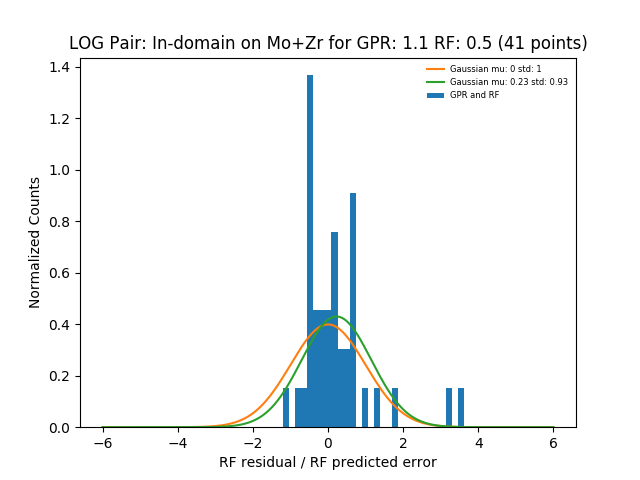 LOG Pair: In-domain on Mo+Zr for GPR: 1.1 RF: 0.5 (41 points)
Gaussian mu: 0 std: 1
Gaussian mu: 0.23 std: 0.93
GPR and RF
Normalized Counts
1.4
1.2
1.0
0.8
0.6
0.4
0.2
0.0
−6 −4 −2 0 2 4 6
RF residual / RF predicted error